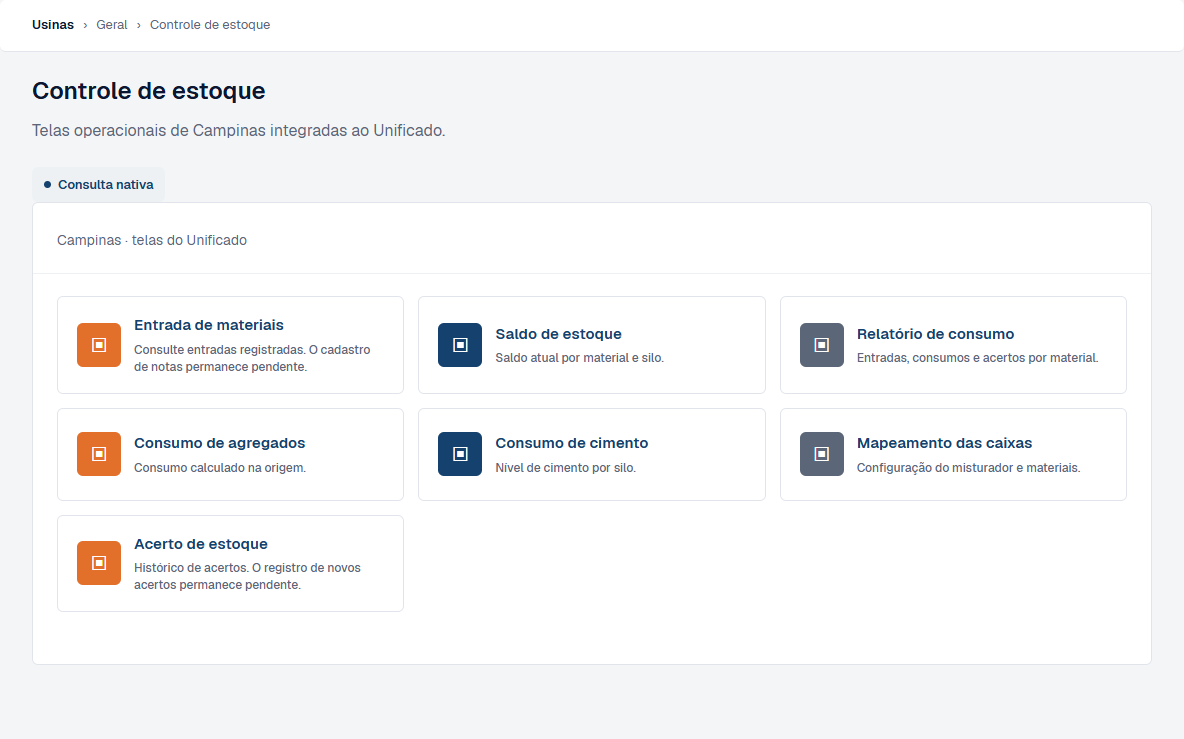 Usinas › Geral › Controle de estoque
Controle de estoque
Telas operacionais de Campinas integradas ao Unificado.
Consulta nativa
Campinas · telas do Unificado
Entrada de materiais
Consulte entradas registradas. O cadastro
de notas permanece pendente.
Saldo de estoque
Saldo atual por material e silo.
Relatório de consumo
Entradas, consumos e acertos por material.
Consumo de agregados
Consumo calculado na origem.
Consumo de cimento
Nível de cimento por silo.
Mapeamento das caixas
Configuração do misturador e materiais.
Acerto de estoque
Histórico de acertos. O registro de novos
acertos permanece pendente.